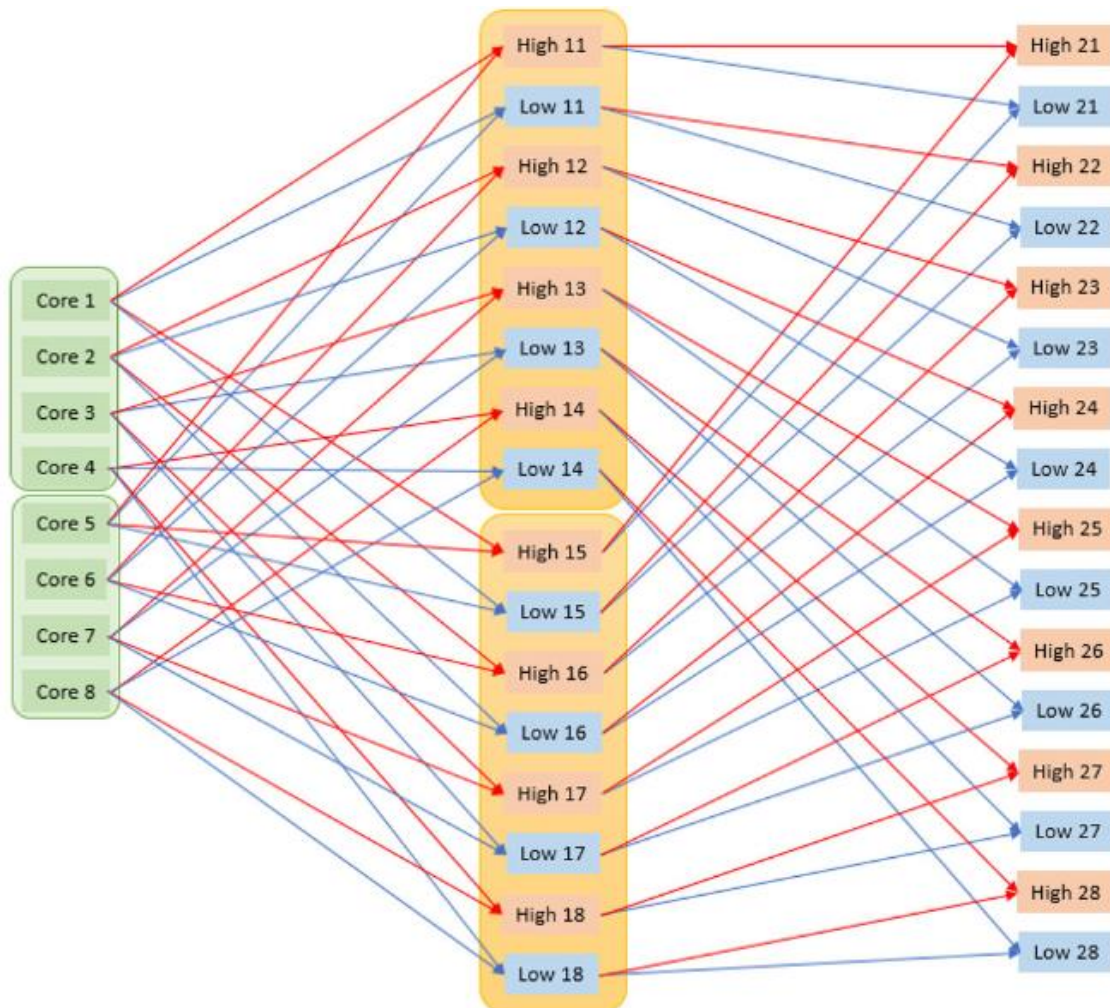 Core 1
Core 2
Core 3
Core 4
Core 5
Core 6
Core 7
Core 8
High 11
Low 11
High 12
Low 12
High 13
Low 13
High 14
Low 14
High 15
Low 15
High 16
Low 16
High 17
Low 17
High 18
Low 18
High 21
Low 21
High 22
Low 22
High 23
Low 23
High 24
Low 24
High 25
Low 25
High 26
Low 26
High 27
Low 27
High 28
Low 28